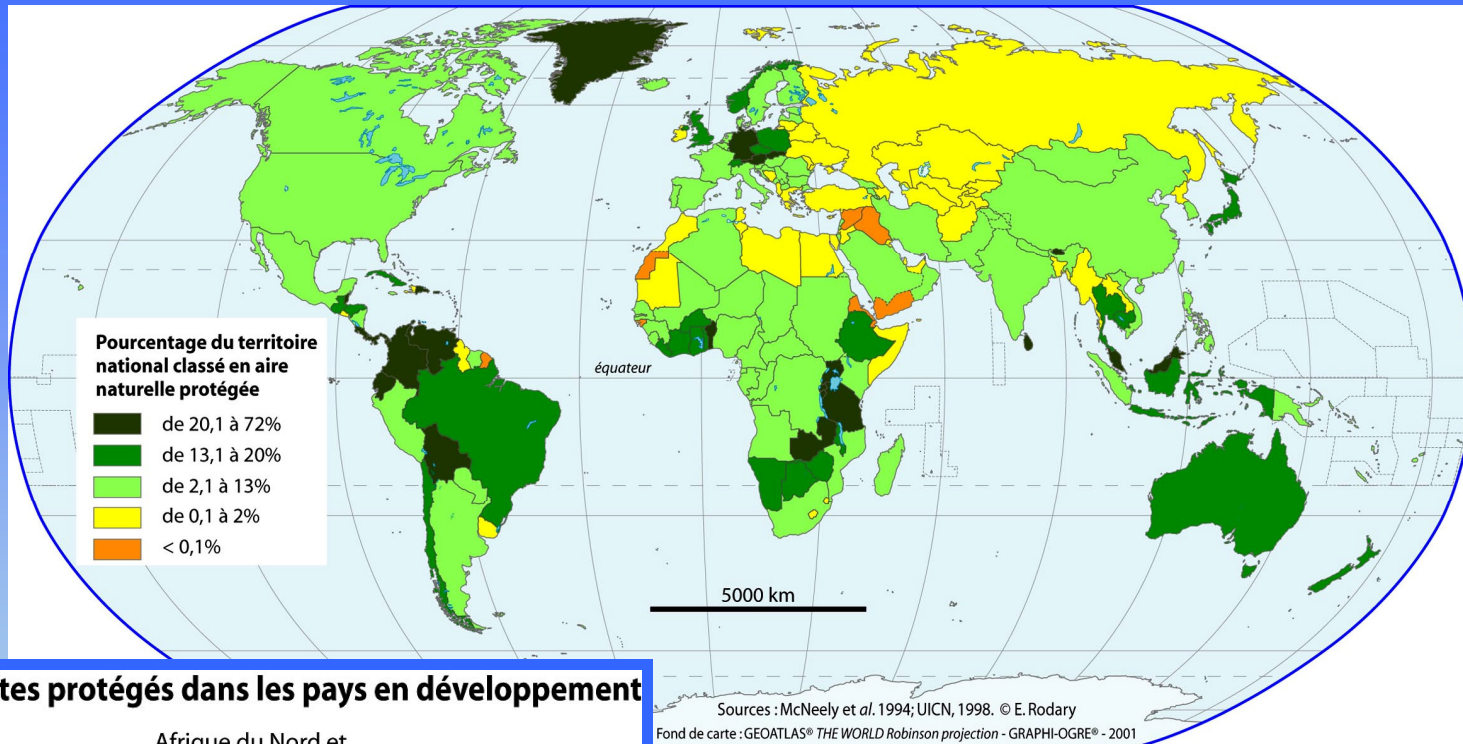 équateur
Pourcentage du territoire
national classé en aire
naturelle protégée
de 20,1 à 72%
de 13,1 à 20%
de 2,1 à 13%
de 0,1 à 2%
< 0,1%
5000 km
tes protégés dans les pays en développement
Afrique du Nord et
Sources : McNeely et al. 1994; UICN, 1998. © E. Rodary
Fond de carte : GEOATLAS® THE WORLD Robinson projection - GRAPHI-OGRE® - 2001